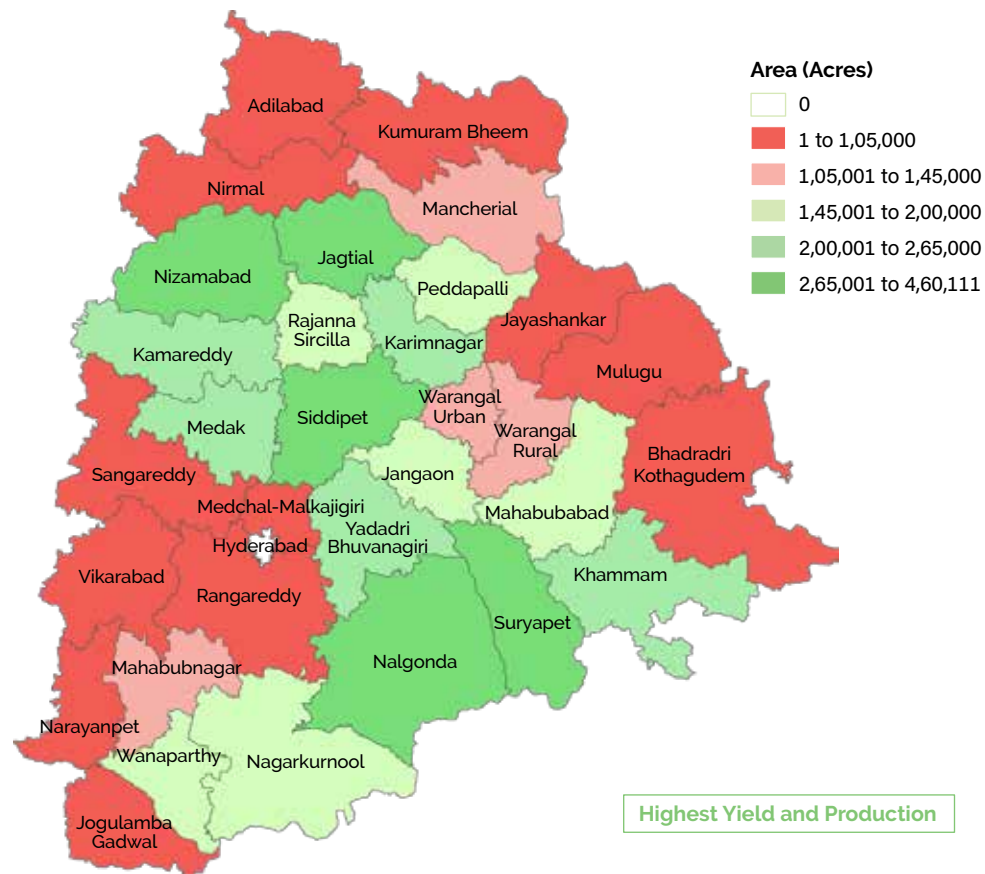 Area (Acres)
0
1 to 1,05,000
1,05,001 to 1,45,000
1,45,001 to 2,00,000
2,00,001 to 2,65,000
2,65,001 to 4,60,111
Adilabad
Kumuram Bheem
Nirmal
Mancherial
Nizamabad
Jagtial
Peddapalli
Rajanna
Sircilla
Jayashankar
Karimnagar
Kamareddy
Mulugu
Warangal
Urban
Siddipet
Medak
Warangal
Rural
Bhadradri
Kothagudem
Sangareddy
Jangaon
Medchal-Malkajigiri
Mahabubabad
Yadadri
Bhuvanagiri
Hyderabad
Vikarabad
Khammam
Rangareddy
Suryapet
Nalgonda
Mahabubnagar
Narayanpet
Wanaparthy
Nagarkurnool
Jogulamba
Gadwal
Highest Yield and Production